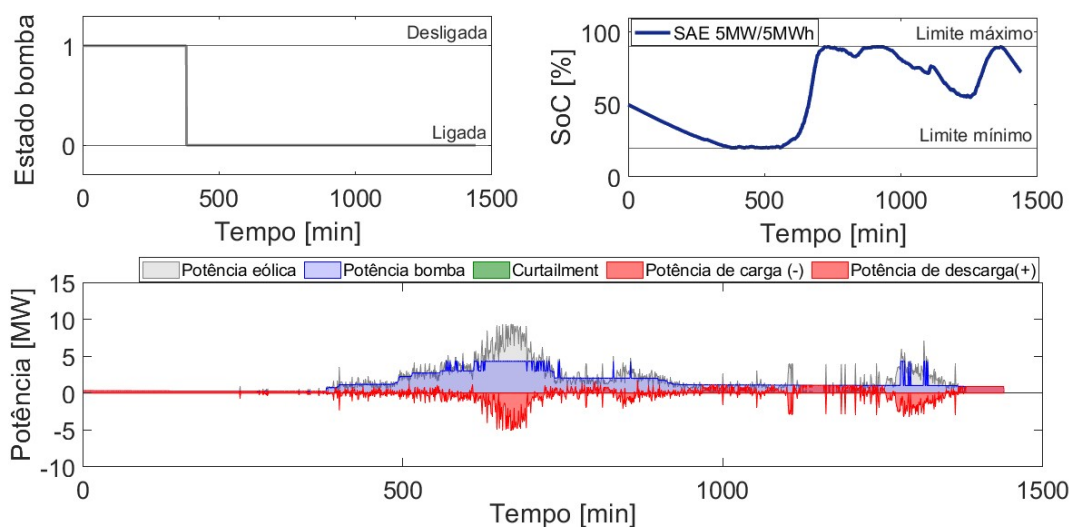 Estado bomba
1
0
Desligada
Ligada
0
500
1000
1500
Tempo [min]
SoC [%]
100
50
0
SAE 5MW/5MWh
Limite máximo
Limite mínimo
0
500
1000
1500
Tempo [min]
Potência eólica
Potência bomba
Curtailment
Potência de carga (-)
Potência de descarga(+)
Potência [MW]
15
10
5
0
-5
-10
0
500
1000
1500
Tempo [min]